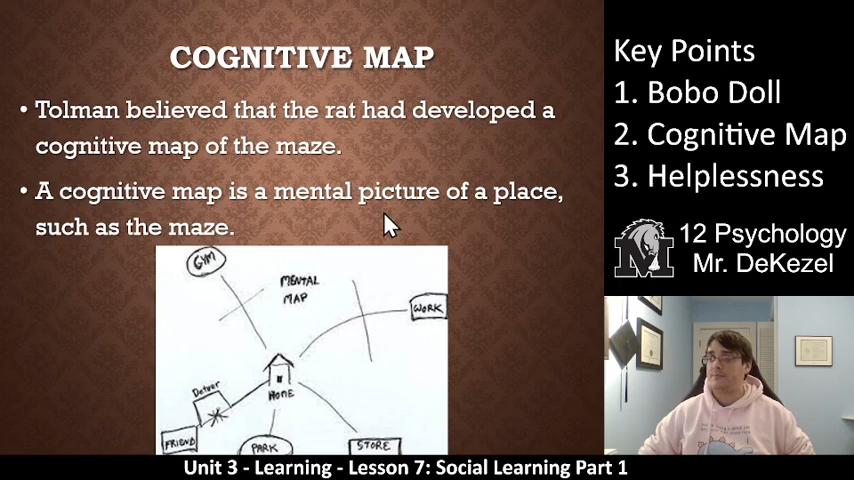 COGNITIVE MAP
• Tolman believed that the rat had developed a
cognitive map of the maze.
• A cognitive map is a mental picture of a place,
such as the maze.
GYM
MENTAL
MAP
WORK
HOME
Detour
FRIEND
PARK
STORE
Key Points
1. Bobo Doll
2. Cognitive Map
3. Helplessness
M
12 Psychology
Mr. DeKezel
Unit 3 - Learning - Lesson 7: Social Learning Part 1